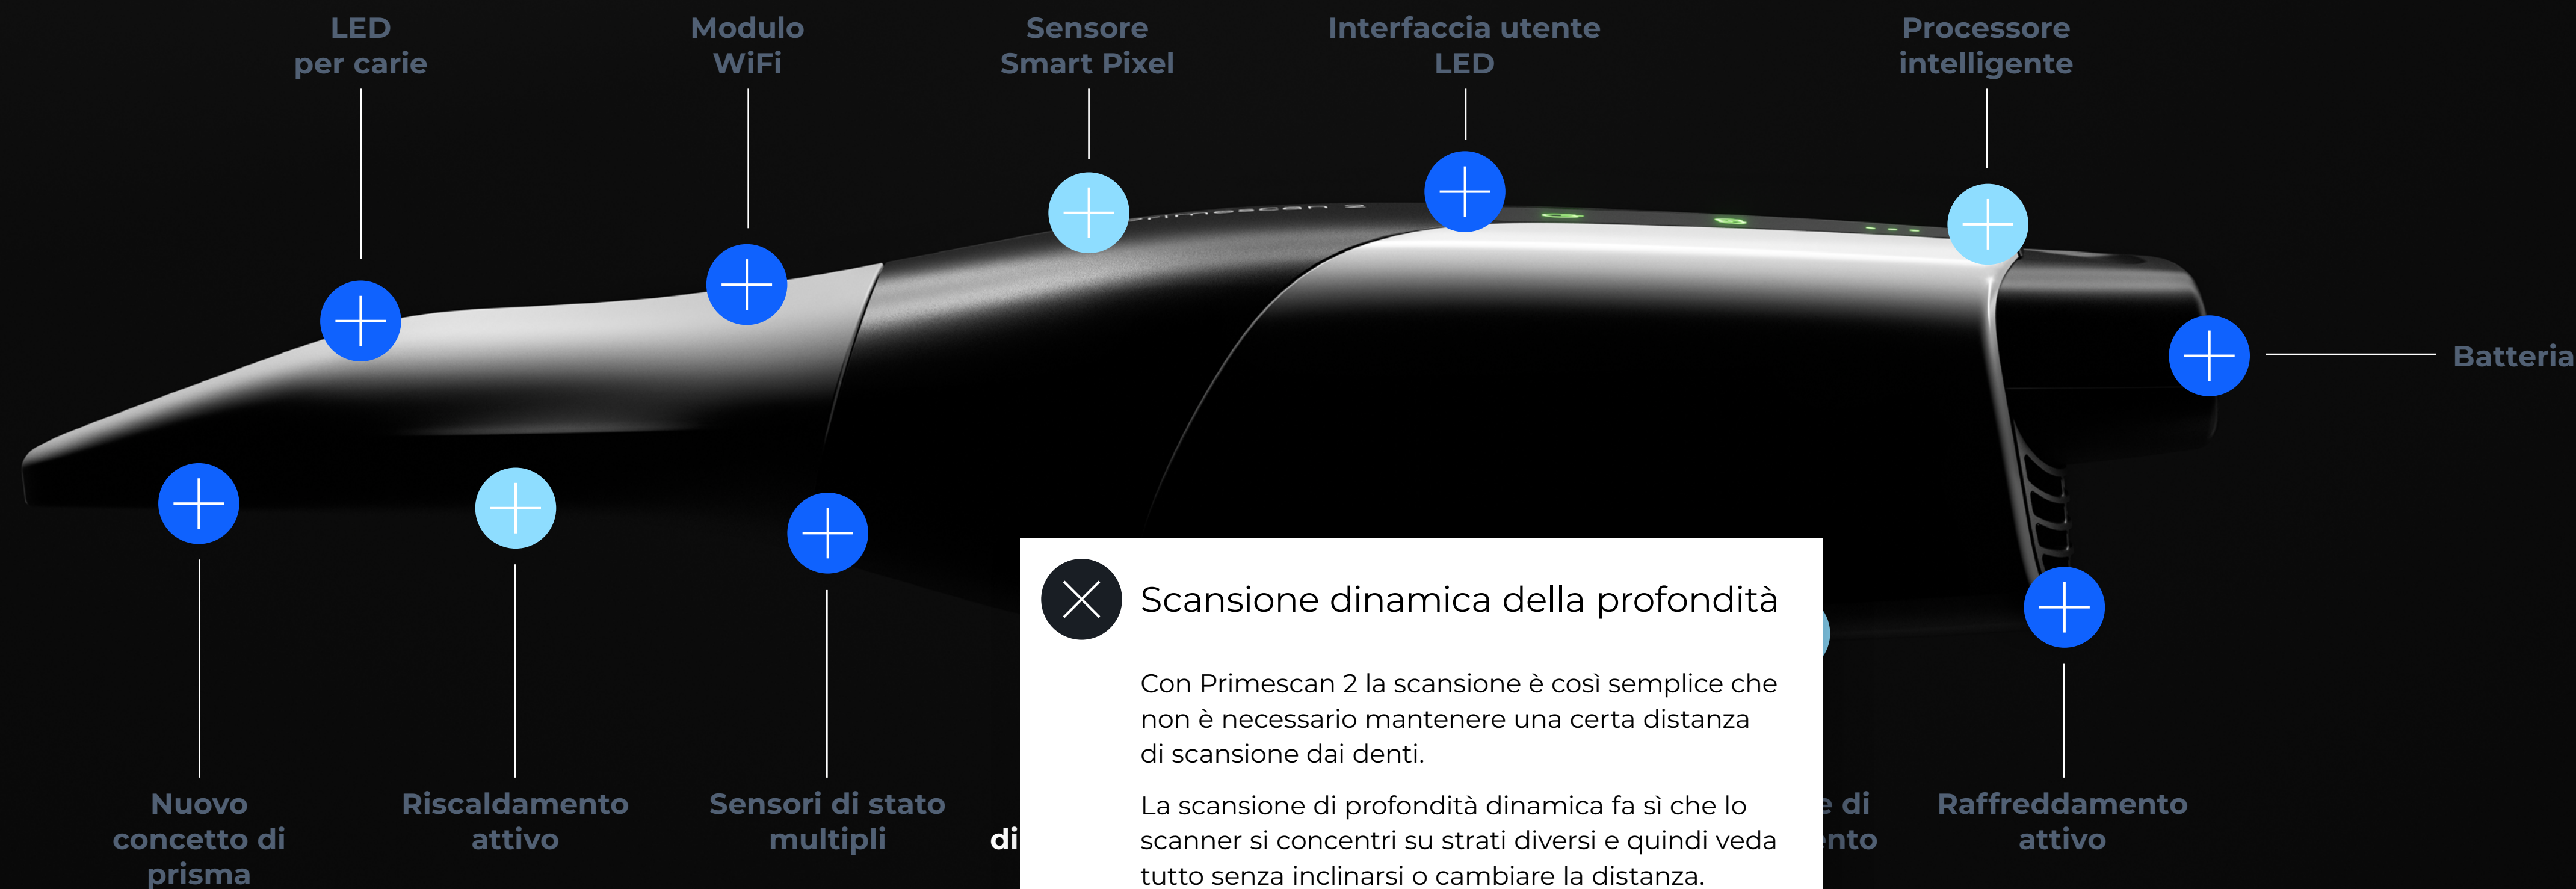 LED
per carie
Modulo
WiFi
Sensore
Smart Pixel
Interfaccia utente
LED
Processore
intelligente
primescan 2
Batteria
Nuovo
concetto di
prisma
Riscaldamento
attivo
Sensori di stato
multipli
Scansione dinamica della profondità
Con Primescan 2 la scansione è così semplice che
non è necessario mantenere una certa distanza
di scansione dai denti.
La scansione di profondità dinamica fa sì che lo
scanner si concentri su strati diversi e quindi veda
tutto senza inclinarsi o cambiare la distanza.
di
Raffreddamento
attivo